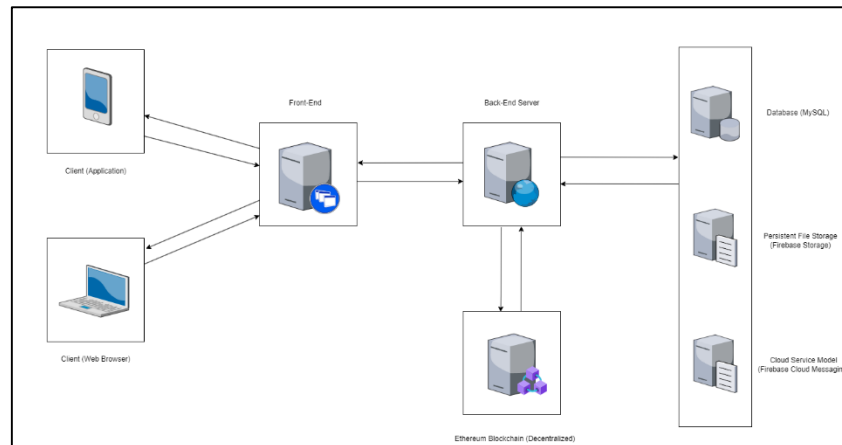 Front-End
Back-End Server
Database (MySQL)
Client (Application)
Persistent File Storage
(Firebase Storage)
Client (Web Browser)
Cloud Service Model
(Firebase Cloud Messagin
Ethereum Blockchain (Decentralized)